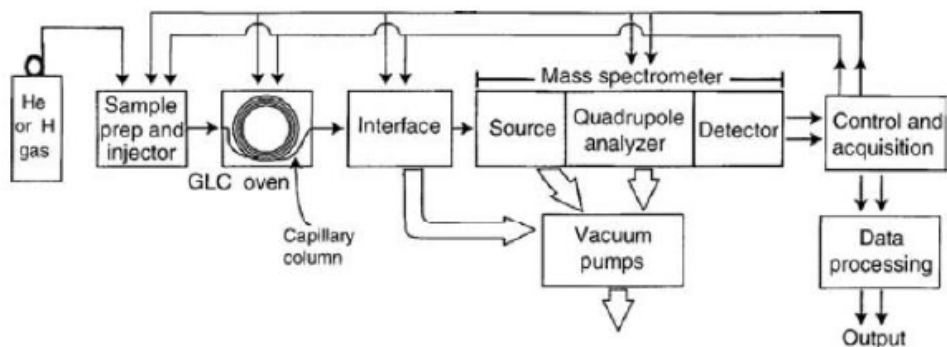 Mass spectrometer
He
or H
gas
Sample
prep and
injector
GLC oven
Capillary
column
Interface
Source
Quadrupole
analyzer
Detector
Control and
acquisition
Vacuum
pumps
Data
processing
Output